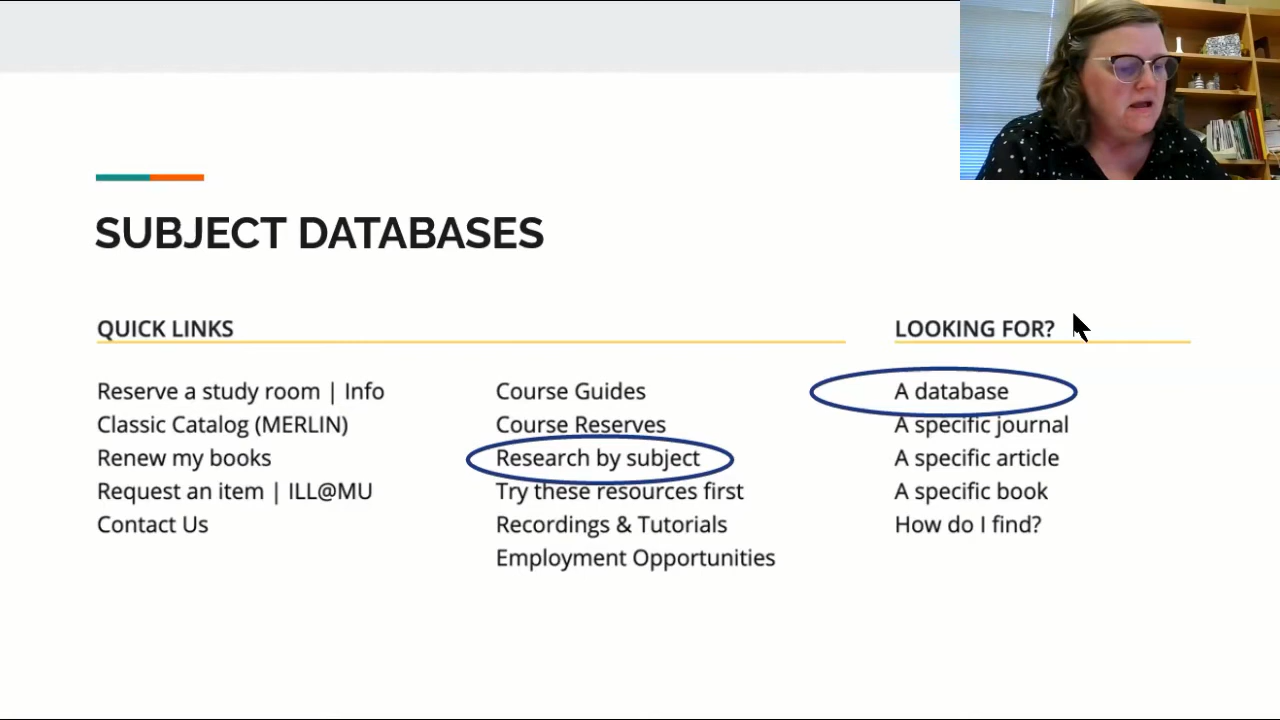 SUBJECT DATABASES
QUICK LINKS
Reserve a study room | Info
Classic Catalog (MERLIN)
Renew my books
Request an item | ILL@MU
Contact Us
Course Guides
Course Reserves
Research by subject
Try these resources first
Recordings & Tutorials
Employment Opportunities
LOOKING FOR?
A database
A specific journal
A specific article
A specific book
How do I find?